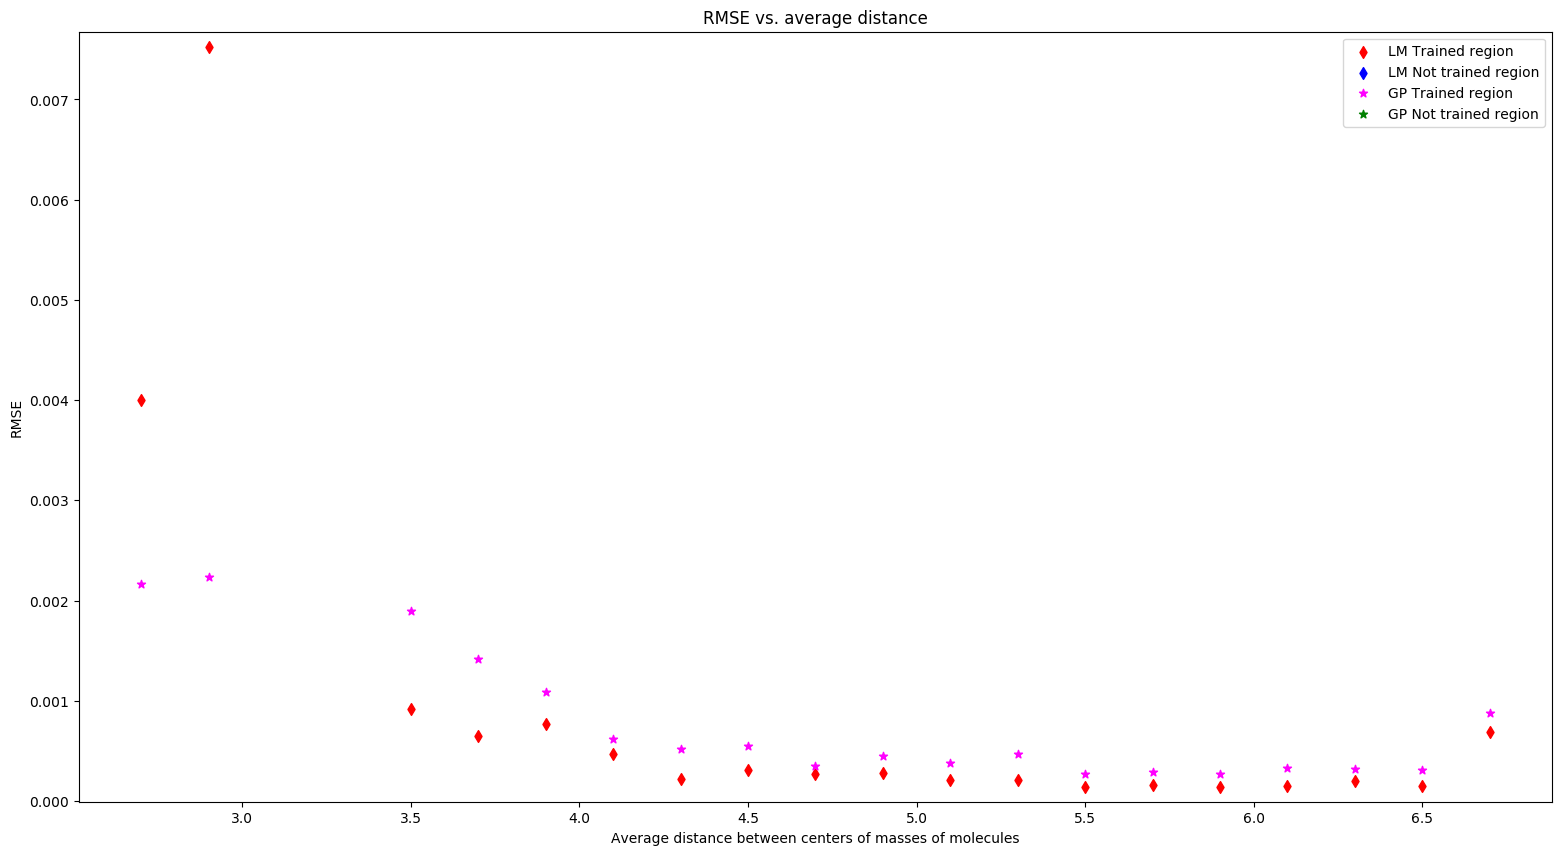 RMSE vs. average distance
LM Trained region
LM Not trained region
GP Trained region
GP Not trained region
0.007
0.006
0.005
0.004
0.003
0.002
0.001
0.000
RMSE
3.0
3.5
4.0
4.5
5.0
5.5
6.0
6.5
Average distance between centers of masses of molecules